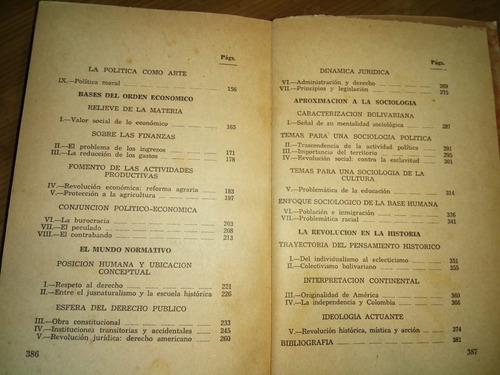 Págs.
LA POLITICA COMO ARTE
IX.—Política moral 156
BASES DEL ORDEN ECONOMICO
RELIEVE DE LA MATERIA
I.—Valor social de lo económico 165
SOBRE LAS FINANZAS
II.—El problema de los ingresos 171
III.—La reducción de los gastos 178
FOMENTO DE LAS ACTIVIDADES
PRODUCTIVAS
IV.—Revolución económica: reforma agraria 183
V.—Protección a la agricultura 197
CONJUNCION POLITICO-ECONOMICA
VI.—La burocracia 203
VII.—El peculado 208
VIII.—El contrabando 213
EL MUNDO NORMATIVO
POSICION HUMANA Y UBICACION
CONCEPTUAL
I.—Respeto al derecho 221
II.—Entre el jusnaturalismo y la escuela histórica 226
ESFERA DEL DERECHO PUBLICO
III.—Obra constitucional 233
IV.—Instituciones transitorias y accidentales 245
V.—Revolución jurídica: derecho americano 260
386
Págs.
DINAMICA JURIDICA
VI.—Administración y derecho 269
VII.—Principios y legislación 275
APROXIMACION A LA SOCIOLOGIA
CARACTERIZACION BOLIVARIANA
I.—Señal de su mentalidad sociológica 287
TEMAS PARA UNA SOCIOLOGIA POLITICA
II.—Trascendencia de la actividad política 291
III.—Importancia del territorio 295
IV.—Revolución social: contra la esclavitud 301
TEMAS PARA UNA SOCIOLOGIA DE LA
CULTURA
V.—Problemática de la educación 314
ENFOQUE SOCIOLOGICO DE LA BASE HUMANA
VI.—Población e inmigración 336
VII.—Problemática racial 341
LA REVOLUCION EN LA HISTORIA
TRAYECTORIA DEL PENSAMIENTO HISTORICO
I.—Del individualismo al eclecticismo 351
II.—Colectivismo bolivariano 355
INTERPRETACION CONTINENTAL
III.—Originalidad de América 360
IV.—La independencia y Colombia 366
IDEOLOGIA ACTUANTE
V.—Revolución histórica, mística y acción 374
BIBLIOGRAFIA 381
387